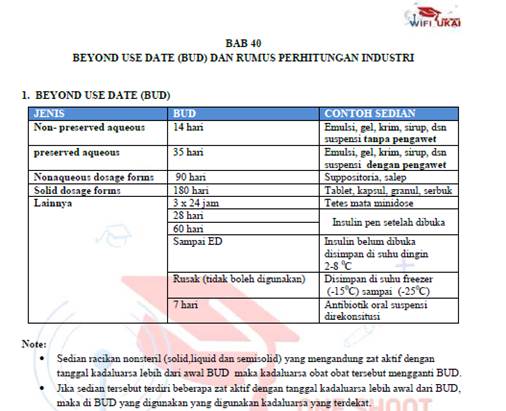 WIFI UKAI
BAB 40
BEYOND USE DATE (BUD) DAN RUMUS PERHITUNGAN INDUSTRI
1. BEYOND USE DATE (BUD)
JENIS BUD CONTOH SEDIAN
Non- preserved aqueous 14 hari Emulsi, gel, krim, sirup, dsn
suspensi tanpa pengawet
preserved aqueous 35 hari Emulsi, gel, krim, sirup, dsn
suspensi dengan pengawet
Nonaqueous dosage forms 90 hari Suppositoria, salep
Solid dosage forms 180 hari Tablet, kapsul, granul, serbuk
Lainnya 3 x 24 jam Tetes mata minidose
28 hari Insulin pen setelah dibuka
60 hari
Sampai ED Insulin belum dibuka
disimpan di suhu dingin
2-8 ⁰C
Rusak (tidak boleh digunakan) Disimpan di suhu freezer
(-15⁰C) sampai (-25⁰C)
7 hari Antibiotik oral suspensi
direkonsitusi
Note:
• Sedian racikan nonsteril (solid,liquid dan semisolid) yang mengandung zat aktif dengan
tanggal kadaluarsa lebih dari awal BUD maka kadaluarsa obat obat tersebut mengganti BUD.
• Jika sedian tersebut terdiri beberapa zat aktif dengan tanggal kadaluarsa lebih awal dari BUD,
maka di BUD yang digunakan yang digunakan kadaluarsa yang terdekat.
ONE SHOOT